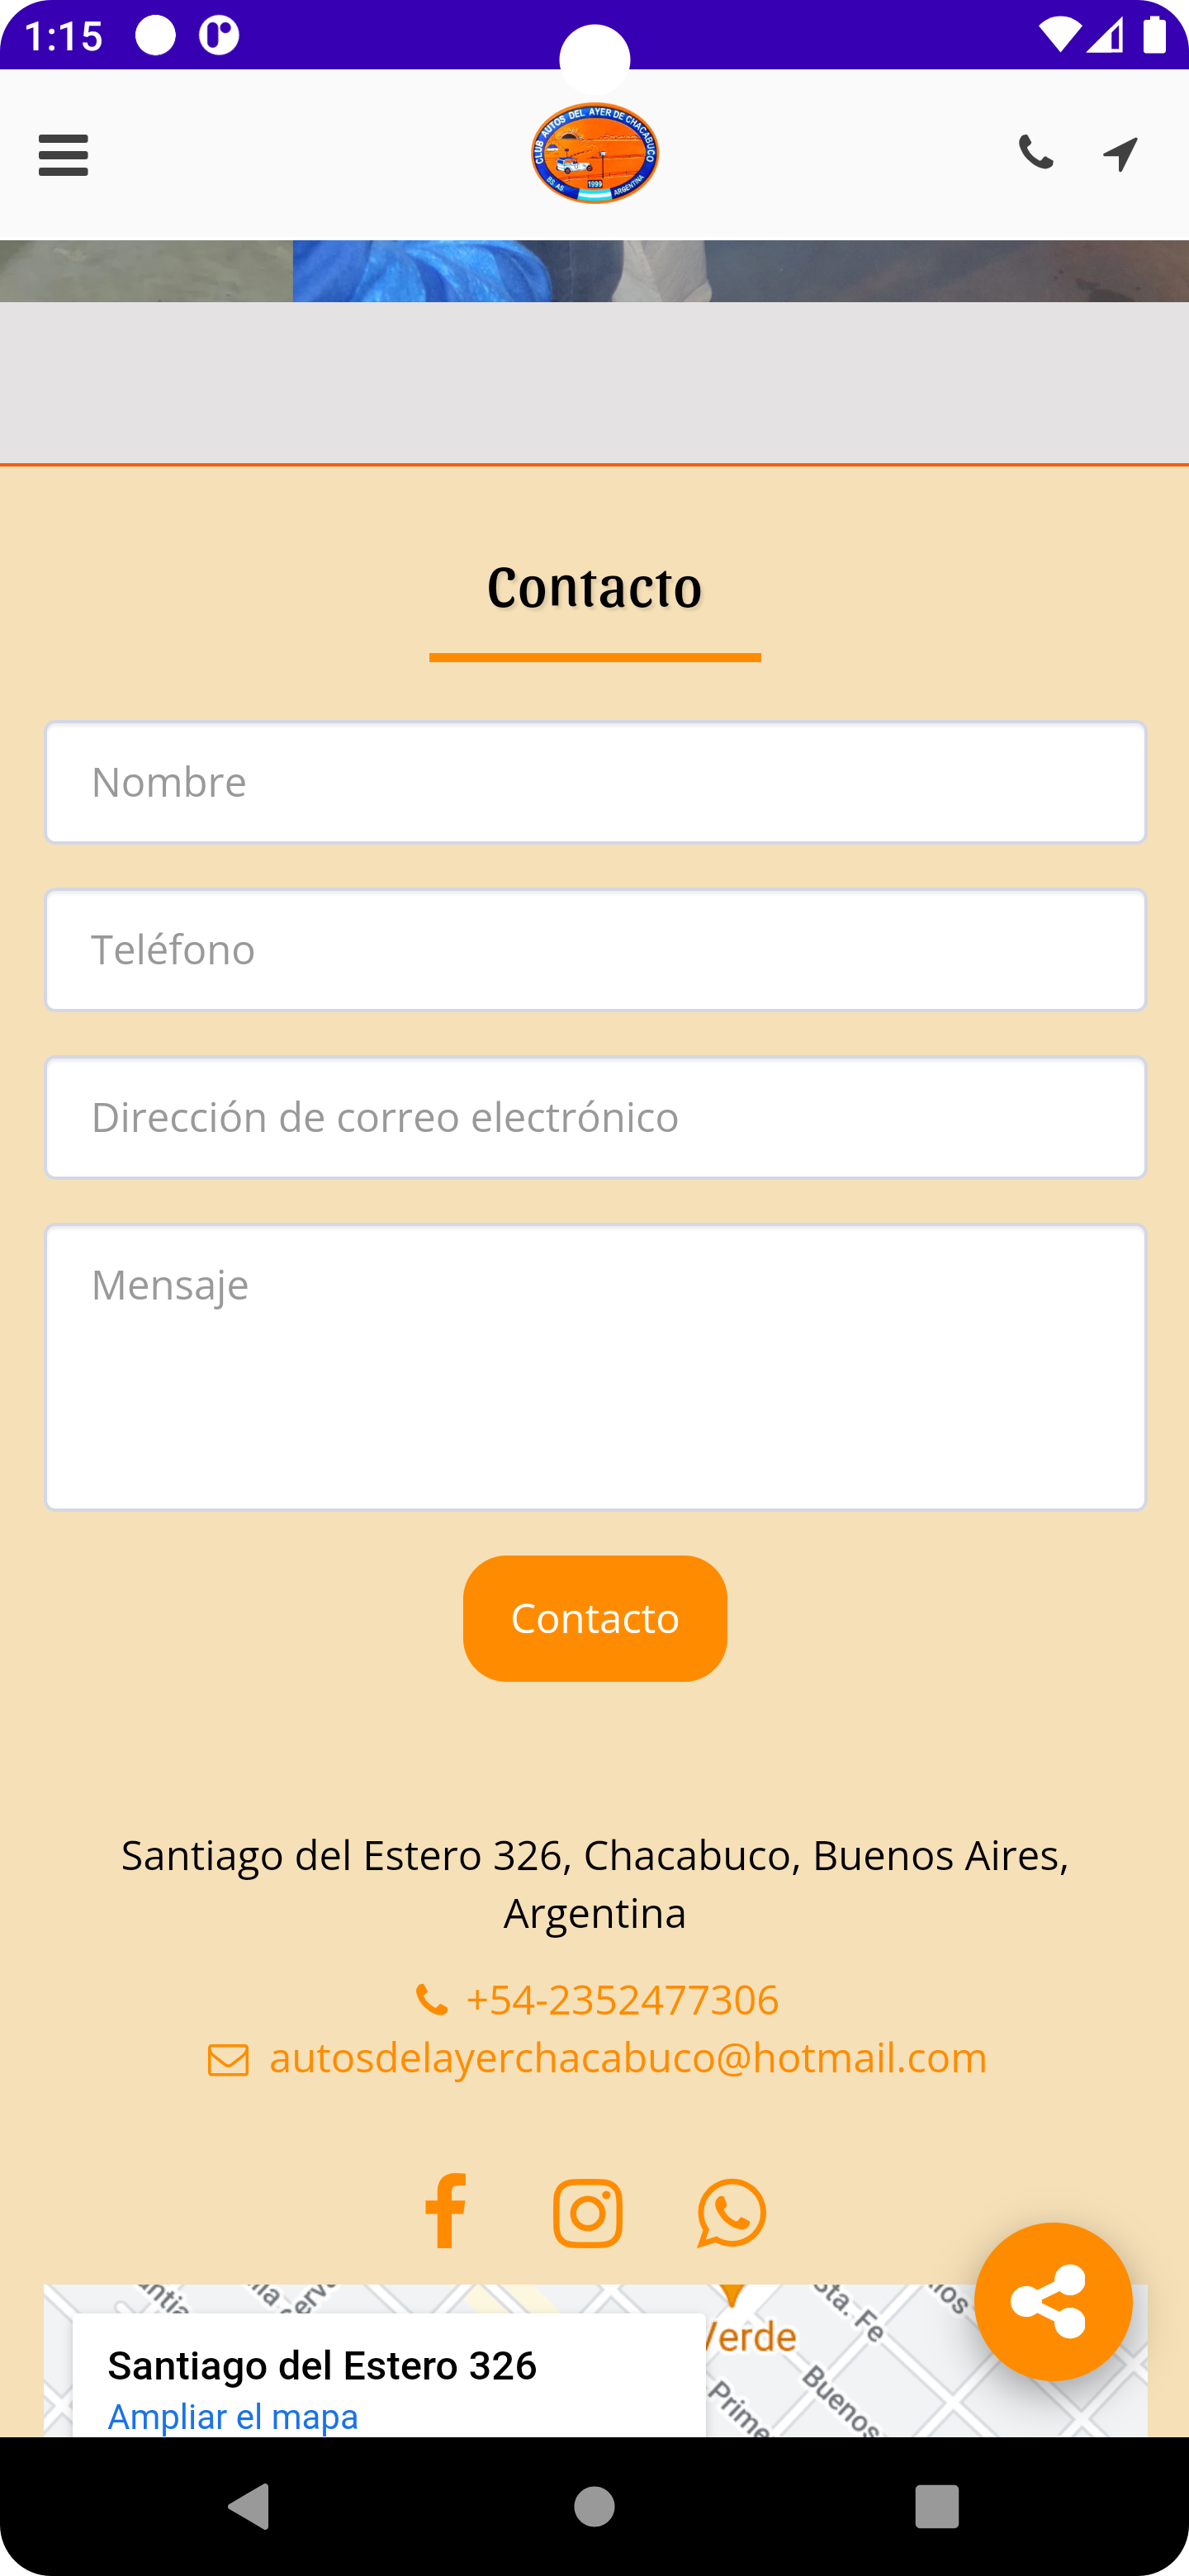 1:15
CLUB AUTOS DEL AYER DE CHACABUCO
1999
BS. AS.
ARGENTINA
Contacto
Nombre
Teléfono
Dirección de correo electrónico
Mensaje
Contacto
Santiago del Estero 326, Chacabuco, Buenos Aires,
Argentina
+54-2352477306
autosdelayerchacabuco@hotmail.com
Verde
Sta. Fe
Buenos
Prime
Santiago del Estero 326
Ampliar el mapa